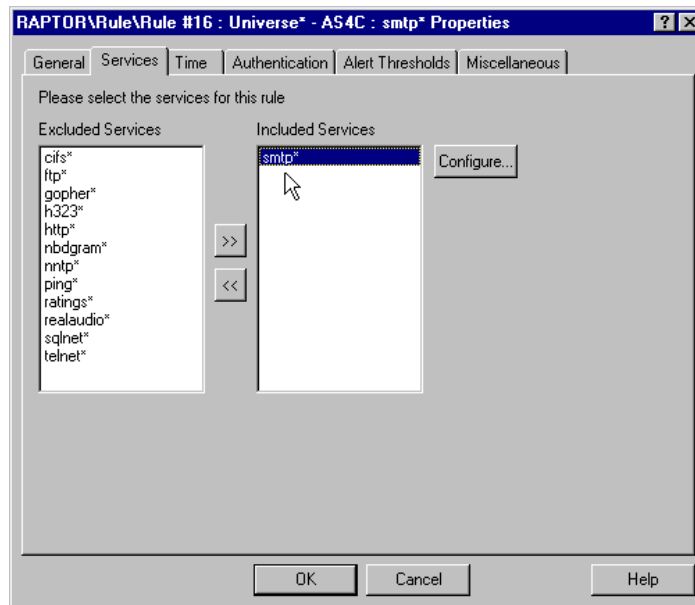 RAPTOR\Rule\Rule #16 : Universe* - AS4C : smtp* Properties
General Services Time Authentication Alert Thresholds Miscellaneous
Please select the services for this rule
Excluded Services
Included Services
cifs*
ftp*
gopher*
h323*
http*
nbdgram*
nntp*
ping*
ratings*
realaudio*
sqlnet*
telnet*
>>
<<
smtp*
Configure...
OK Cancel Help